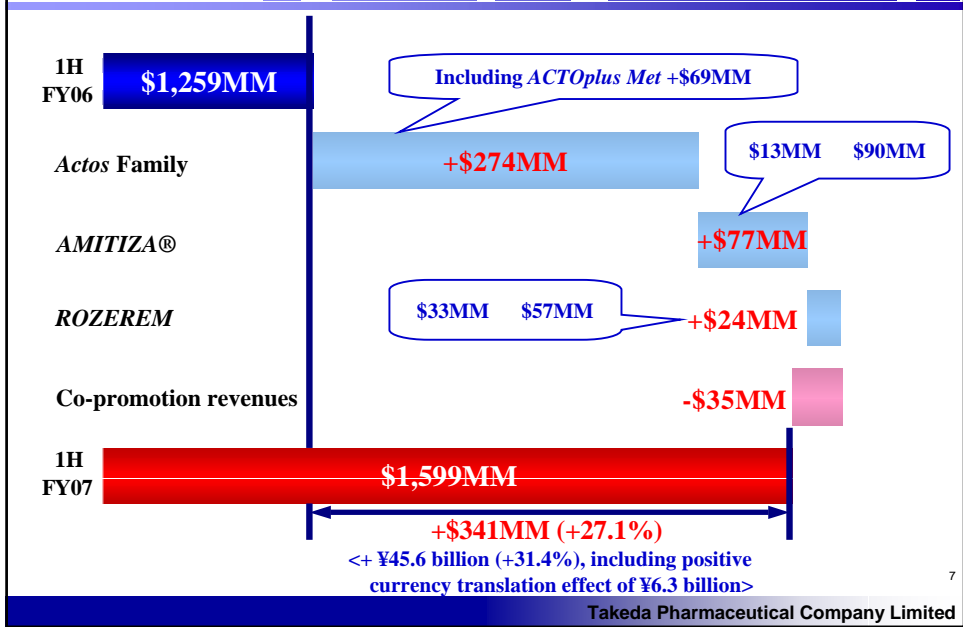 1H
FY06
$1,259MM
Including ACTOplus Met +$69MM
Actos Family
+$274MM
$13MM $90MM
AMITIZA®
+$77MM
ROZEREM
$33MM $57MM
+$24MM
Co-promotion revenues
-$35MM
1H
FY07
$1,599MM
+$341MM (+27.1%)
<+ ¥45.6 billion (+31.4%), including positive
currency translation effect of ¥6.3 billion>
7
Takeda Pharmaceutical Company Limited